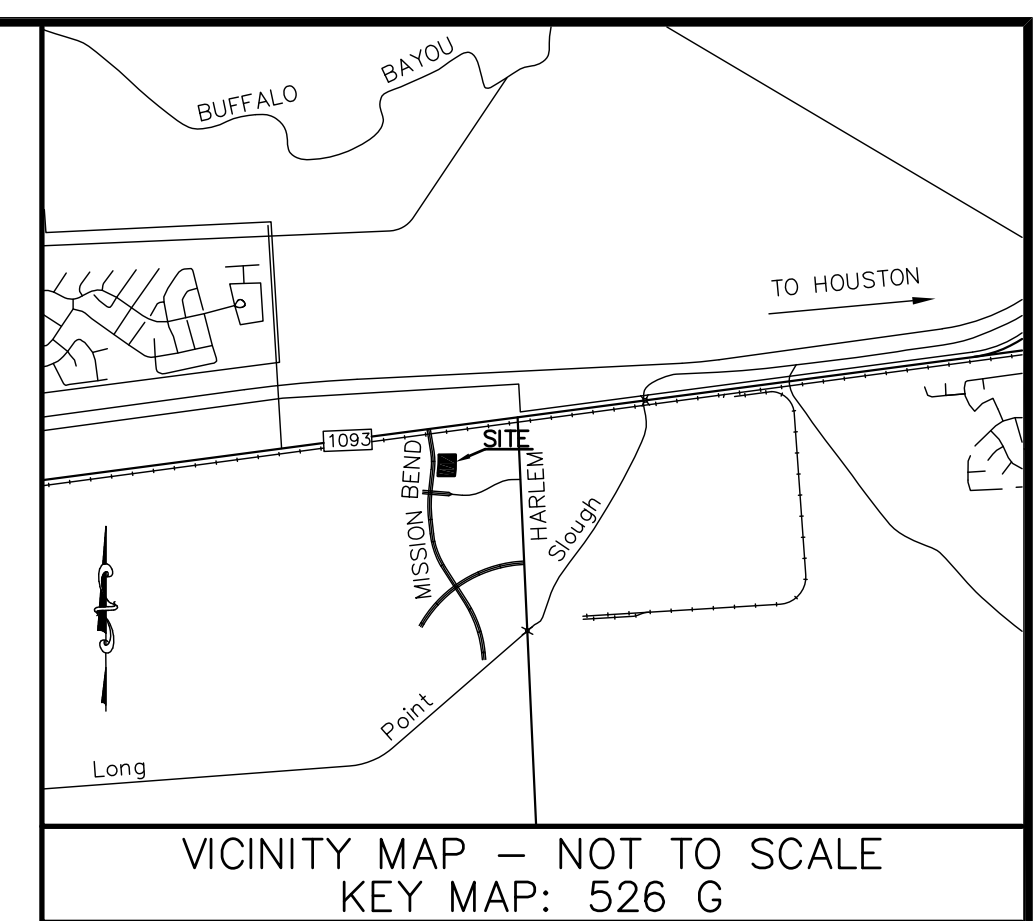 BUFFALO
BAYOU
TO HOUSTON
1093
SITE
MISSION BEND
HARLEM
Slough
Point
Long
VICINITY MAP – NOT TO SCALE
KEY MAP: 526 G